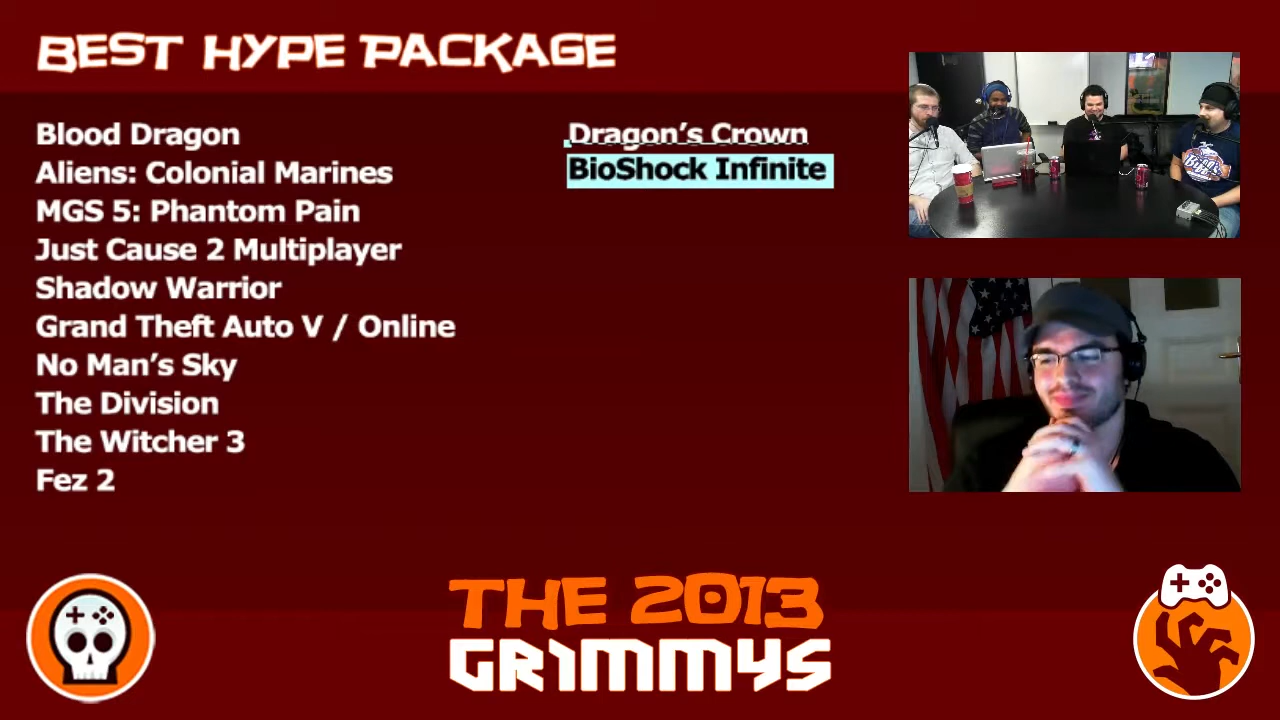 BEST HYPE PACKAGE
Blood Dragon
Aliens: Colonial Marines
MGS 5: Phantom Pain
Just Cause 2 Multiplayer
Shadow Warrior
Grand Theft Auto V / Online
No Man's Sky
The Division
The Witcher 3
Fez 2
Dragon's Crown
BioShock Infinite
THE 2013
GR1MM4S